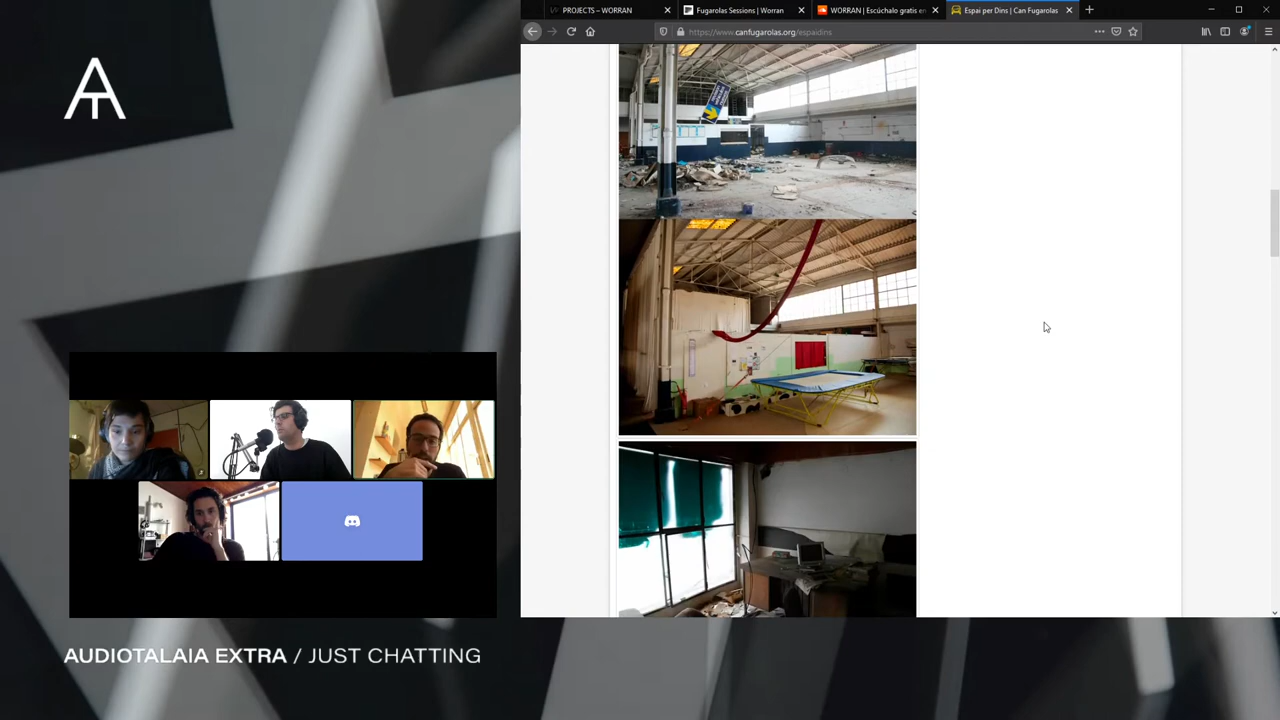 PROJECTS – WORRAN
Fugarolas Sessions | Worran
WORRAN | Escúchalo gratis en
Espai per Dins | Can Fugarolas
https://www.canfugarolas.org/espaidins
AUDIOTALAIA EXTRA / JUST CHATTING